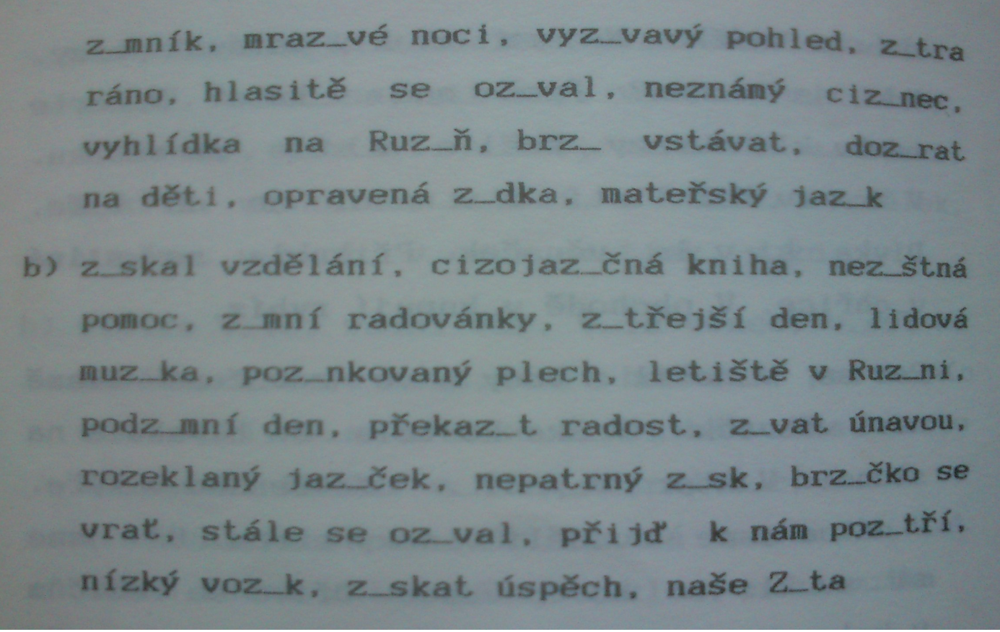 z_mník, mraz_vé noci, vyz_vavý pohled, z_tra
ráno, hlasitě se oz_val, neznámý ciz_nec,
vyhlídka na Ruz_ň, brz_ vstávat, doz_rat
na děti, opravená z_dka, mateřský jaz_k
b) z_skal vzdělání, cizojaz_čná kniha, nez_štná
pomoc, z_mní radovánky, z_třejší den, lidová
muz_ka, poz_nkovaný plech, letiště v Ruz_ni,
podz_mní den, překaz_t radost, z_vat únavou,
rozeklaný jaz_ček, nepatrný z_sk, brz_čko se
vrať, stále se oz_val, přijď k nám poz_tří,
nízký voz_k, z_skat úspěch, naše Z_ta